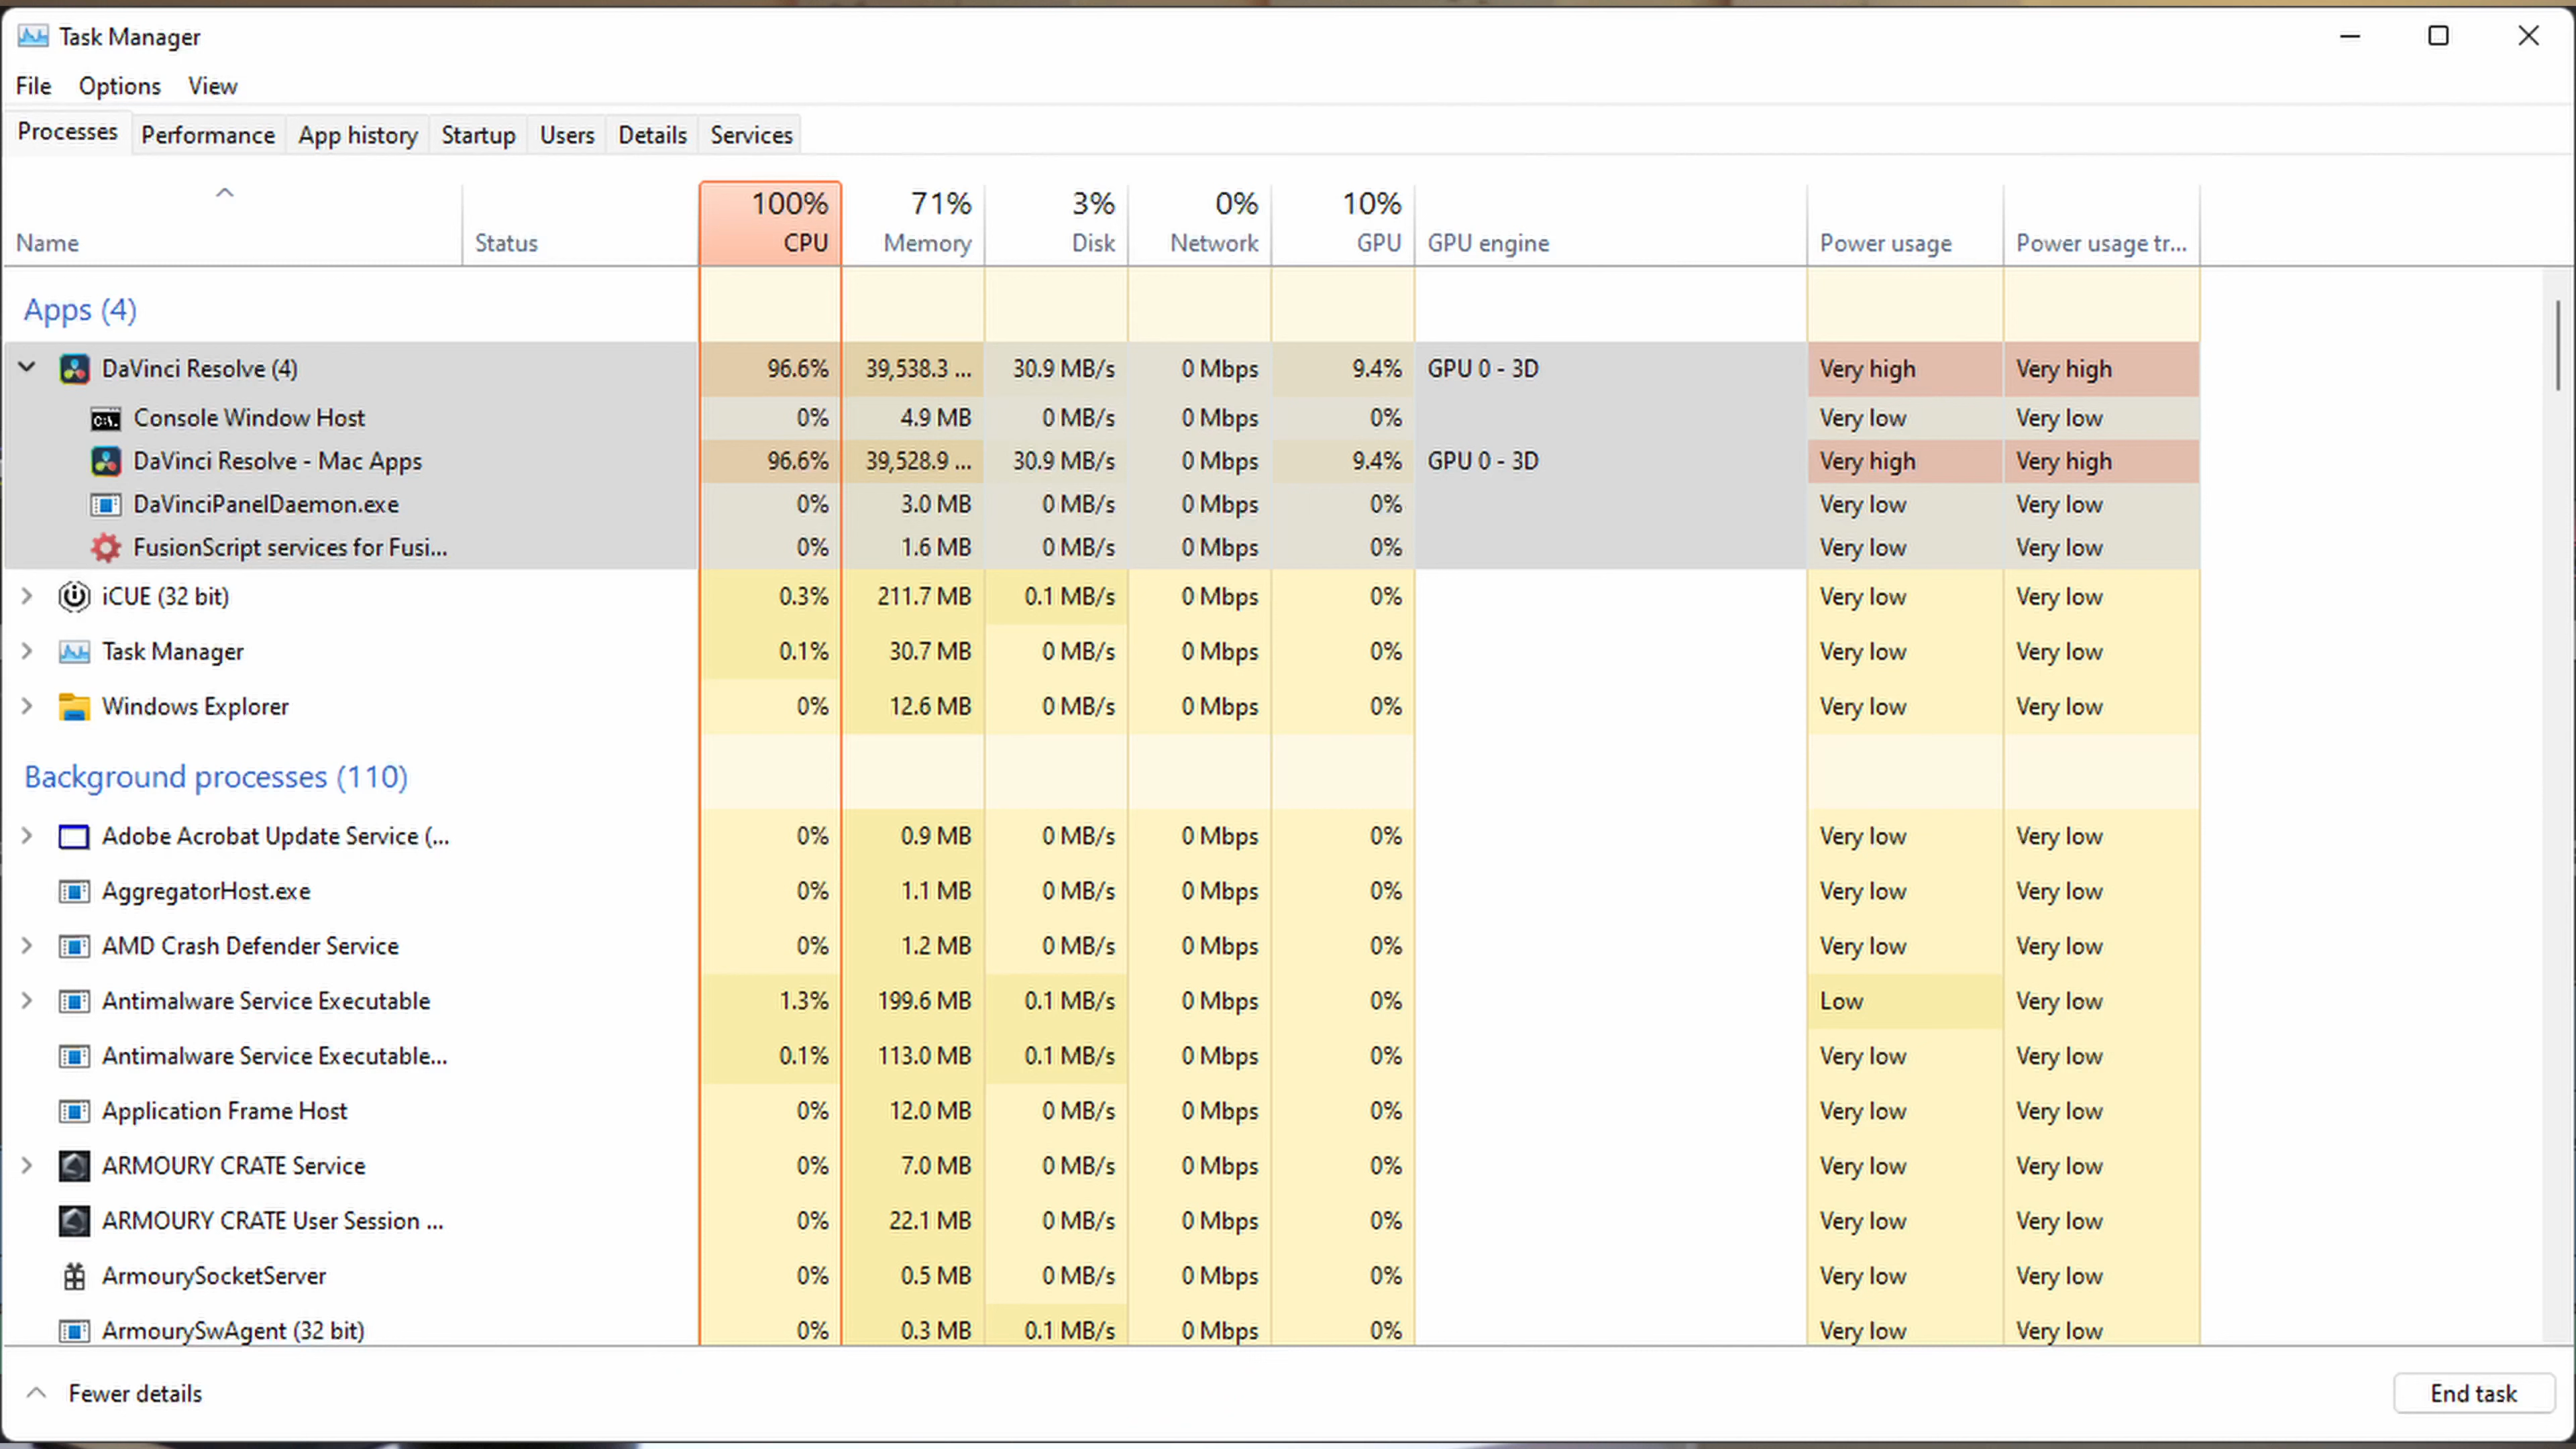 Task Manager
File Options View
Processes Performance App history Startup Users Details Services
100% 71% 3% 0% 10%
Name Status CPU Memory Disk Network GPU GPU engine Power usage Power usage tr...
Apps (4)
DaVinci Resolve (4) 96.6% 39,538.3 ... 30.9 MB/s 0 Mbps 9.4% GPU 0 - 3D Very high Very high
C:\. Console Window Host 0% 4.9 MB 0 MB/s 0 Mbps 0% Very low Very low
DaVinci Resolve - Mac Apps 96.6% 39,528.9 ... 30.9 MB/s 0 Mbps 9.4% GPU 0 - 3D Very high Very high
DaVinciPanelDaemon.exe 0% 3.0 MB 0 MB/s 0 Mbps 0% Very low Very low
FusionScript services for Fusi... 0% 1.6 MB 0 MB/s 0 Mbps 0% Very low Very low
iCUE (32 bit) 0.3% 211.7 MB 0.1 MB/s 0 Mbps 0% Very low Very low
Task Manager 0.1% 30.7 MB 0 MB/s 0 Mbps 0% Very low Very low
Windows Explorer 0% 12.6 MB 0 MB/s 0 Mbps 0% Very low Very low
Background processes (110)
Adobe Acrobat Update Service (... 0% 0.9 MB 0 MB/s 0 Mbps 0% Very low Very low
AggregatorHost.exe 0% 1.1 MB 0 MB/s 0 Mbps 0% Very low Very low
AMD Crash Defender Service 0% 1.2 MB 0 MB/s 0 Mbps 0% Very low Very low
Antimalware Service Executable 1.3% 199.6 MB 0.1 MB/s 0 Mbps 0% Low Very low
Antimalware Service Executable... 0.1% 113.0 MB 0.1 MB/s 0 Mbps 0% Very low Very low
Application Frame Host 0% 12.0 MB 0 MB/s 0 Mbps 0% Very low Very low
ARMOURY CRATE Service 0% 7.0 MB 0 MB/s 0 Mbps 0% Very low Very low
ARMOURY CRATE User Session ... 0% 22.1 MB 0 MB/s 0 Mbps 0% Very low Very low
ArmourySocketServer 0% 0.5 MB 0 MB/s 0 Mbps 0% Very low Very low
ArmourySwAgent (32 bit) 0% 0.3 MB 0.1 MB/s 0 Mbps 0% Very low Very low
Fewer details End task